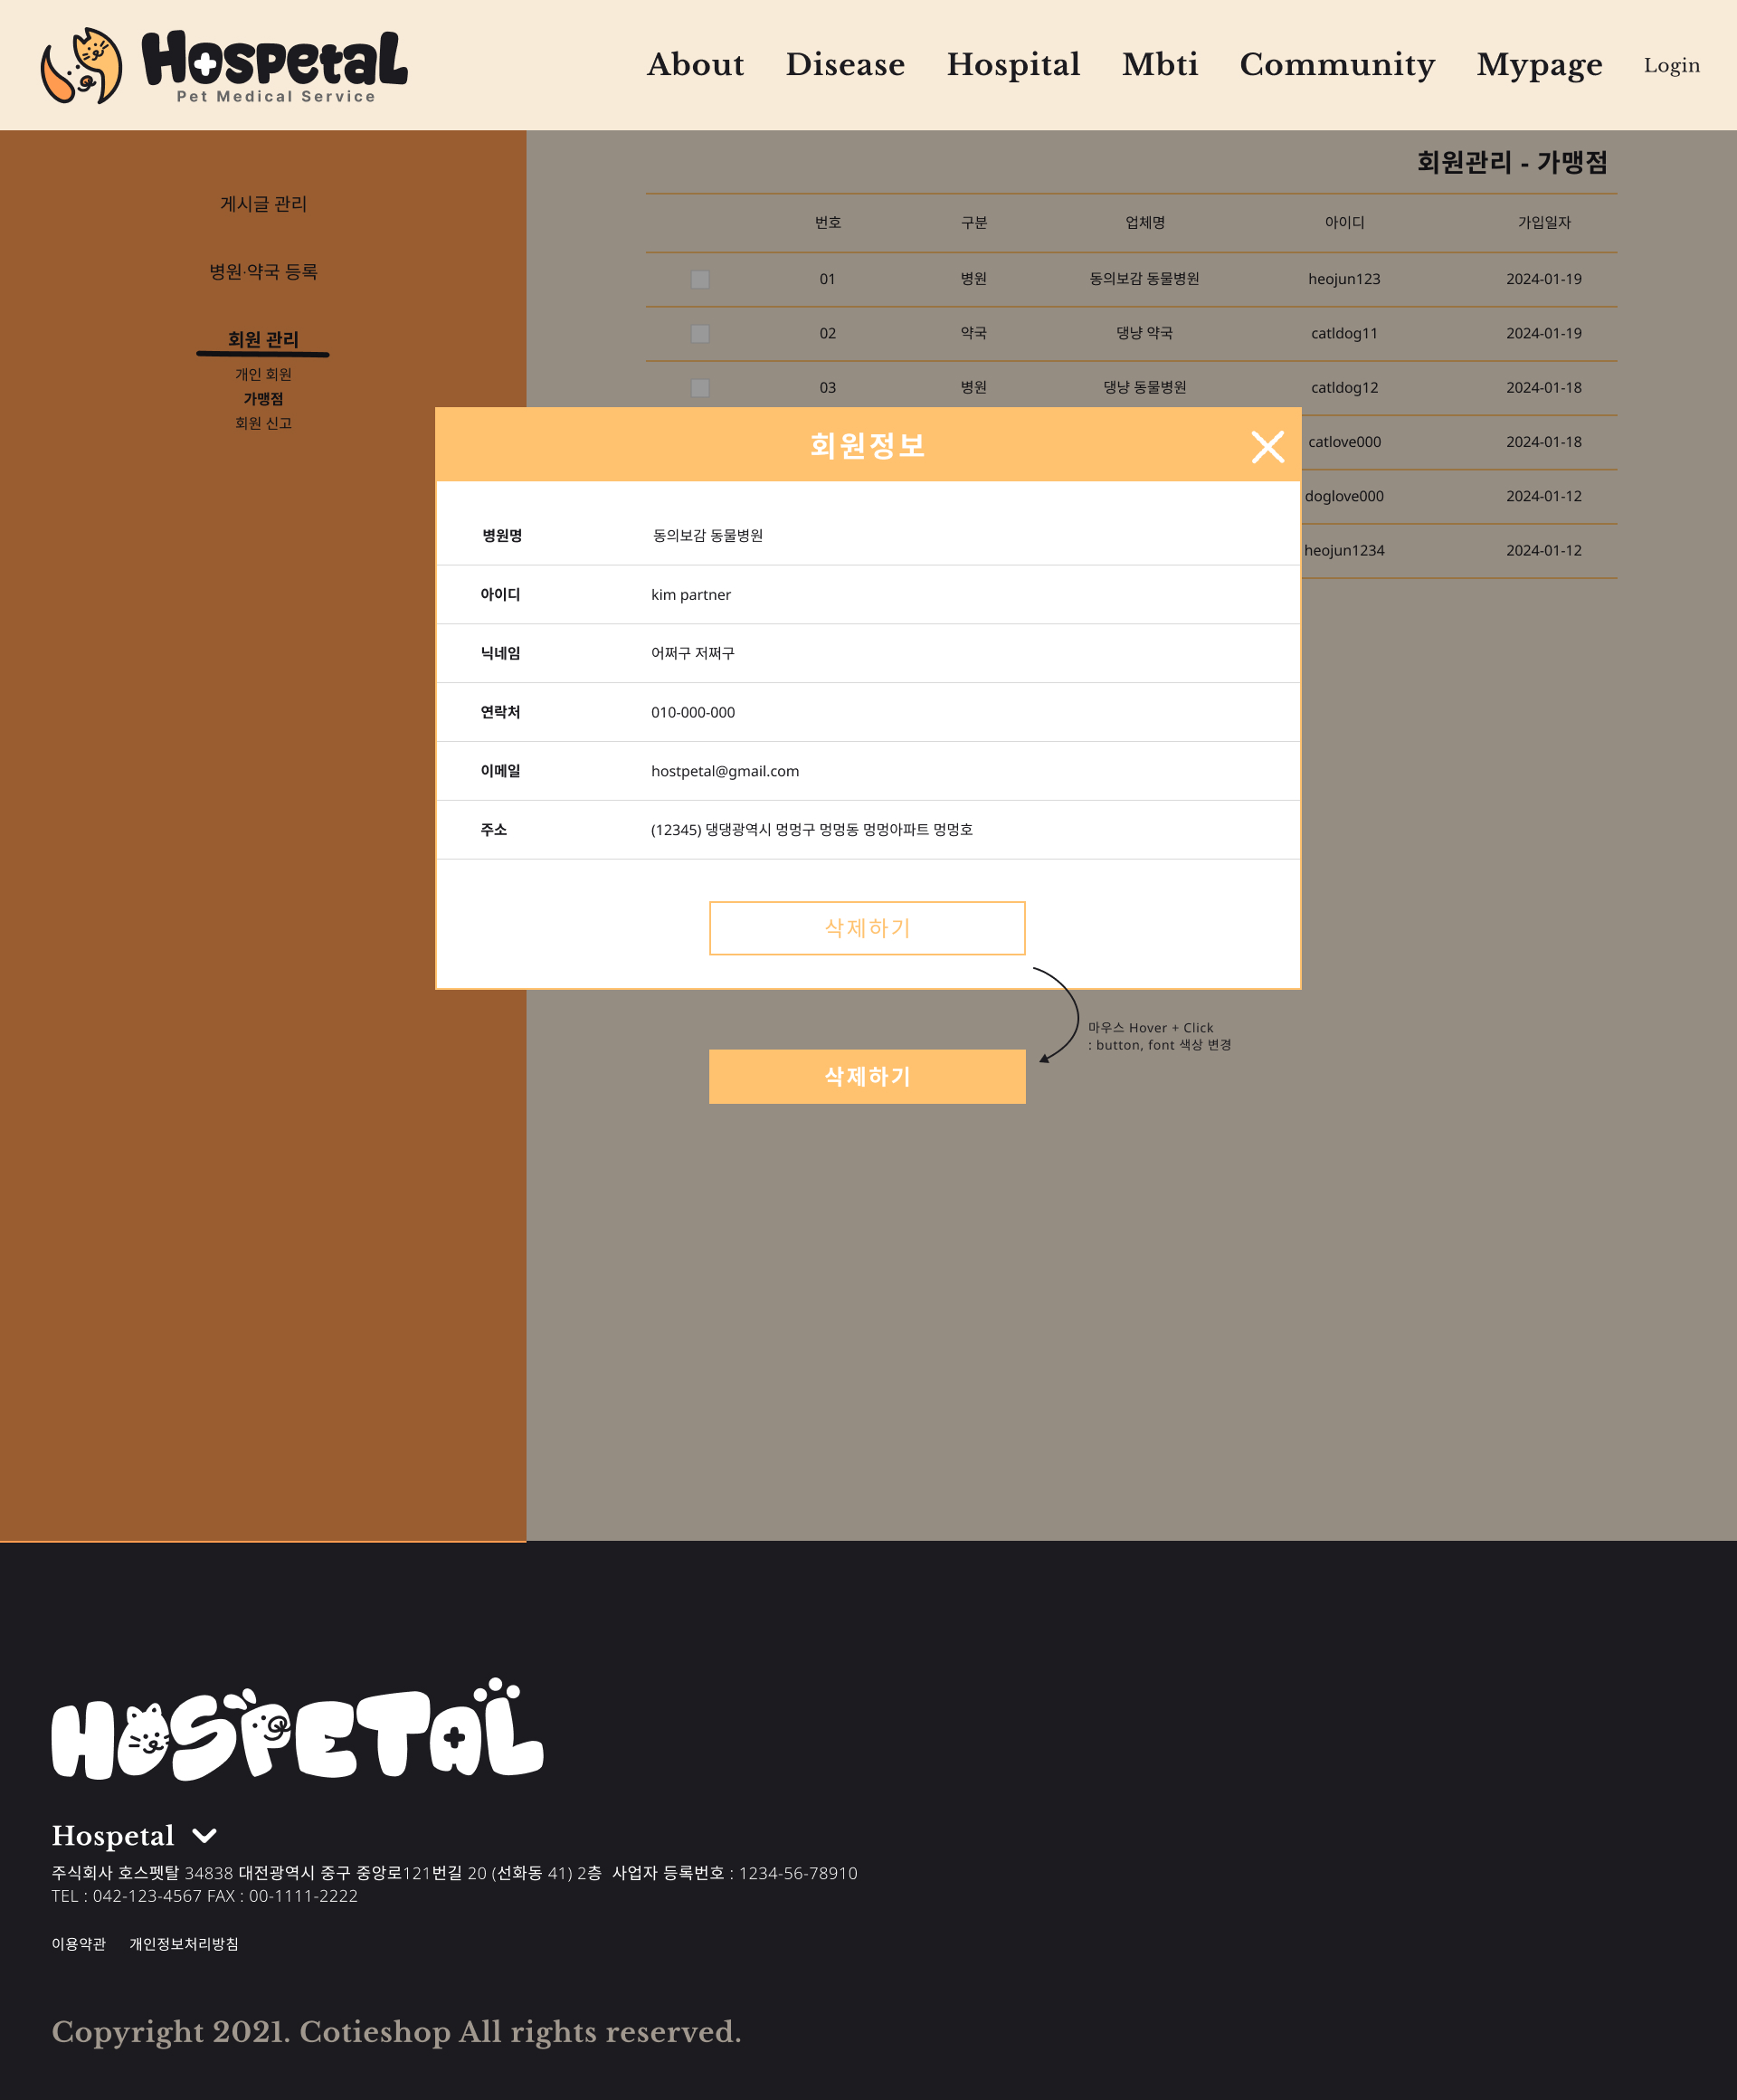 Hospetal
Pet Medical Service
About Disease Hospital Mbti Community Mypage Login
게시글 관리
병원·약국 등록
회원 관리
개인 회원
가맹점
회원 신고
회원관리 - 가맹점
번호 구분 업체명 아이디 가입일자
01 병원 동의보감 동물병원 heojun123 2024-01-19
02 약국 댕냥 약국 catldog11 2024-01-19
03 병원 댕냥 동물병원 catldog12 2024-01-18
catlove000 2024-01-18
doglove000 2024-01-12
heojun1234 2024-01-12
회원정보
병원명 동의보감 동물병원
아이디 kim partner
닉네임 어쩌구 저쩌구
연락처 010-000-000
이메일 hostpetal@gmail.com
주소 (12345) 댕댕광역시 멍멍구 멍멍동 멍멍아파트 멍멍호
삭제하기
마우스 Hover + Click
: button, font 색상 변경
삭제하기
HOSPETAL
Hospetal
주식회사 호스펫탈 34838 대전광역시 중구 중앙로121번길 20 (선화동 41) 2층 사업자 등록번호 : 1234-56-78910
TEL : 042-123-4567 FAX : 00-1111-2222
이용약관 개인정보처리방침
Copyright 2021. Cotieshop All rights reserved.